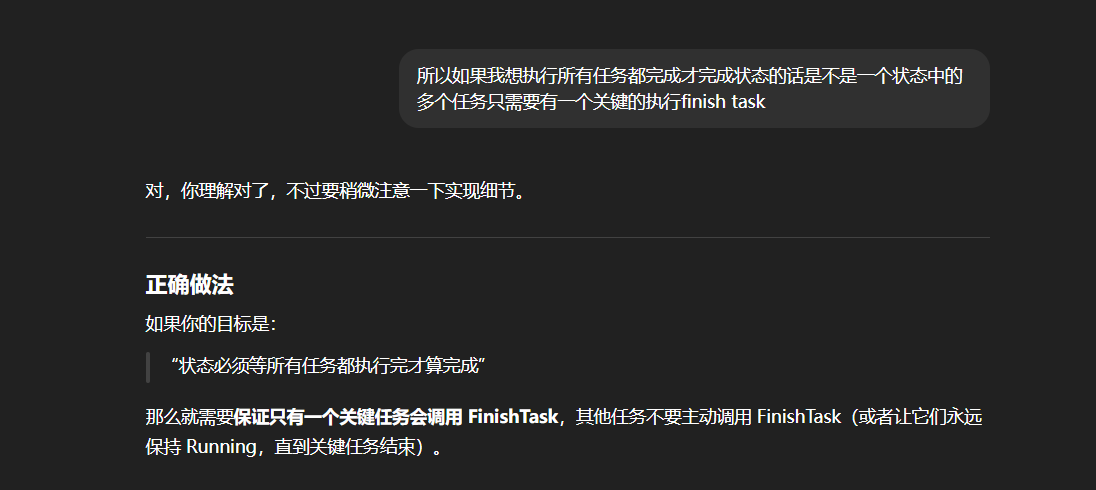 所以如果我想执行所有任务都完成才完成状态的话是不是一个状态中的
多个任务只需要有一个关键的执行finish task
对，你理解对了，不过要稍微注意一下实现细节。
正确做法
如果你的目标是：
“状态必须等所有任务都执行完才算完成”
那么就需要保证只有一个关键任务会调用 FinishTask，其他任务不要主动调用 FinishTask（或者让它们永远
保持 Running，直到关键任务结束）。